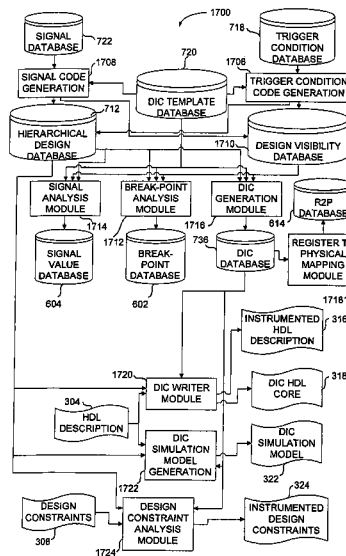 1700
SIGNAL
DATABASE
722
718
TRIGGER
CONDITION
DATABASE
720
1708
SIGNAL CODE
GENERATION
DIC TEMPLATE
DATABASE
1706
TRIGGER CONDITION
CODE GENERATION
712
HIERARCHICAL
DESIGN
DATABASE
1710
DESIGN VISIBILITY
DATABASE
SIGNAL
ANALYSIS
MODULE
1714
BREAK-POINT
ANALYSIS
MODULE
1712
DIC
GENERATION
MODULE
1716
R2P
DATABASE
614
SIGNAL
VALUE
DATABASE
604
BREAK-
POINT
DATABASE
602
736
DIC
DATABASE
REGISTER T
PHYSICAL
MAPPING
MODULE
1718
INSTRUMENTED
HDL
DESCRIPTION
316
1720
DIC WRITER
MODULE
304
HDL
DESCRIPTION
DIC HDL
CORE
318
DIC
SIMULATION
MODEL
GENERATION
1722
DIC
SIMULATION
MODEL
322
324
DESIGN
CONSTRAINTS
308
DESIGN
CONSTRAINT
ANALYSIS
MODULE
1724
INSTRUMENTED
DESIGN
CONSTRAINTS